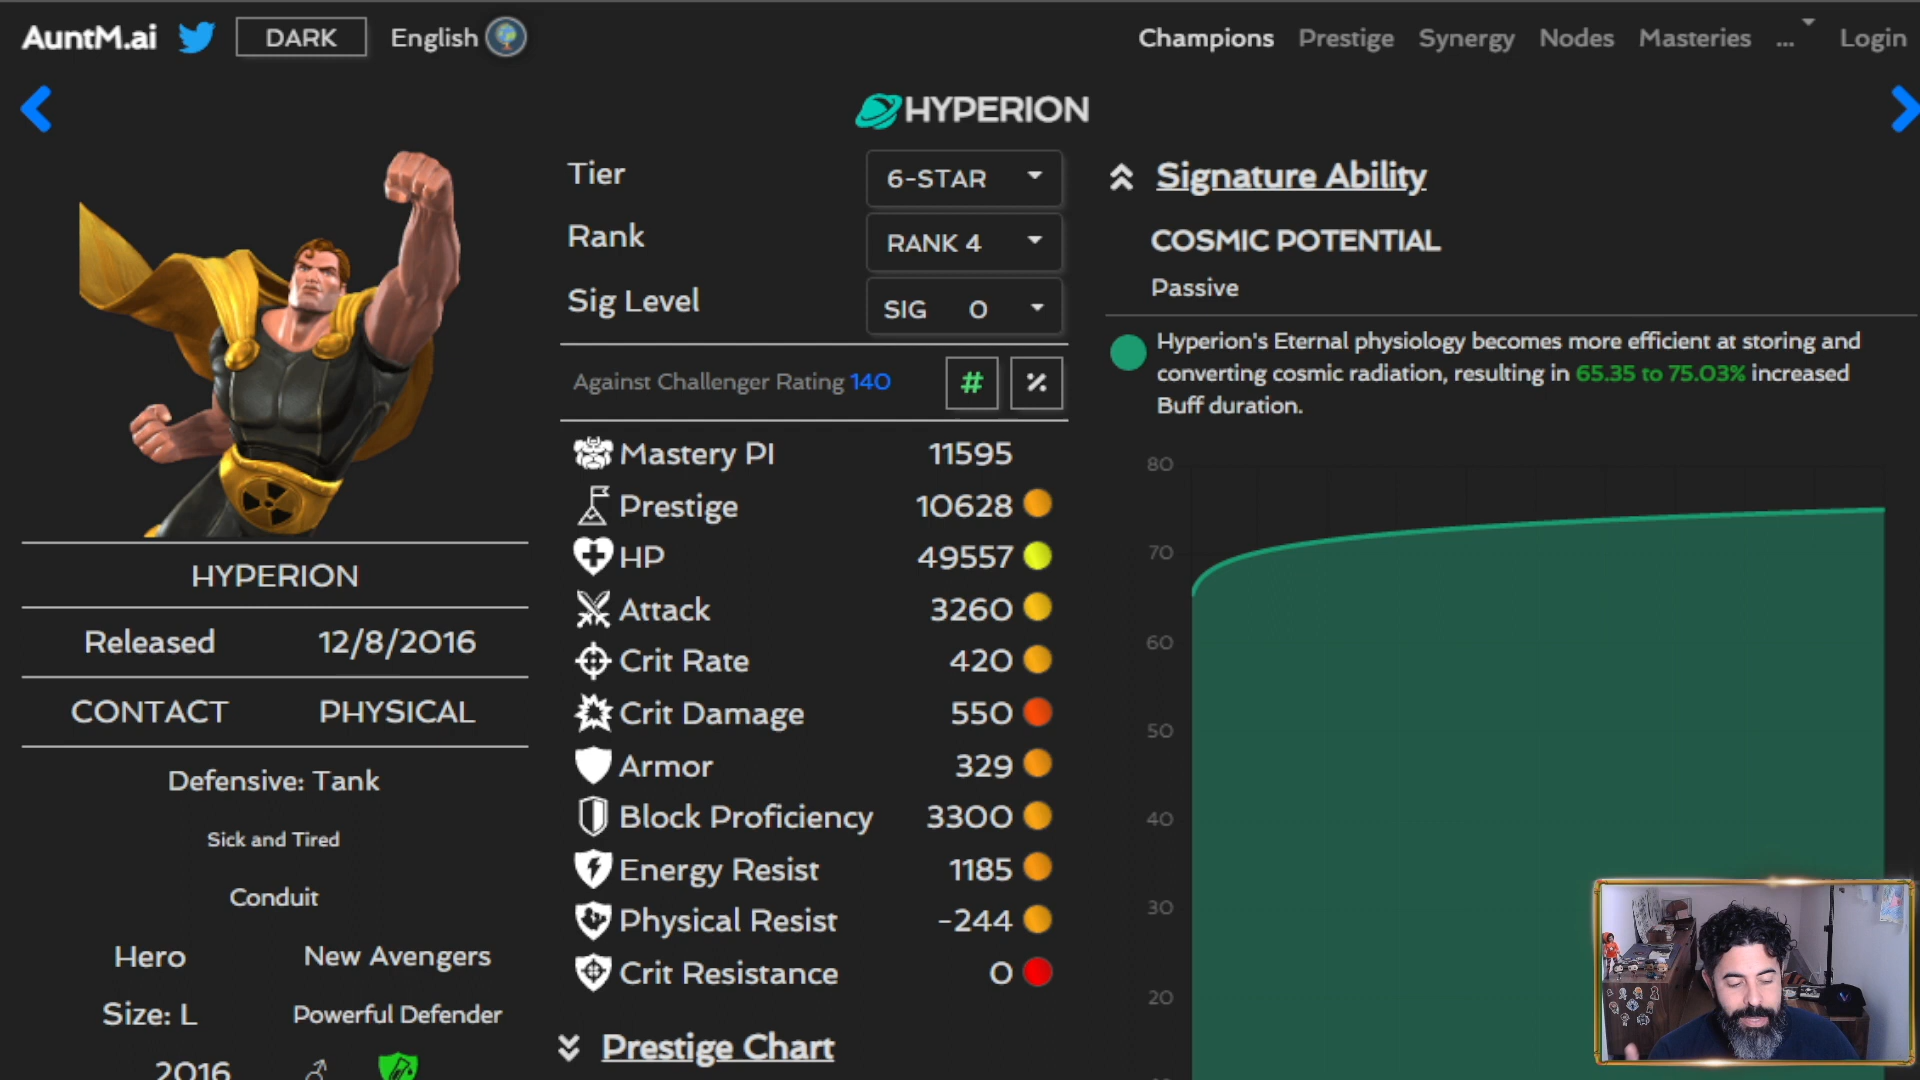 AuntM.ai DARK English Champions Prestige Synergy Nodes Masteries ... Login
HYPERION
HYPERION
Released 12/8/2016
CONTACT PHYSICAL
Defensive: Tank
Sick and Tired
Conduit
Hero New Avengers
Size: L Powerful Defender
2016
Tier 6-STAR
Rank RANK 4
Sig Level SIG 0
Against Challenger Rating 140 # %
Mastery PI 11595
Prestige 10628
HP 49557
Attack 3260
Crit Rate 420
Crit Damage 550
Armor 329
Block Proficiency 3300
Energy Resist 1185
Physical Resist -244
Crit Resistance 0
Prestige Chart
Signature Ability
COSMIC POTENTIAL
Passive
Hyperion's Eternal physiology becomes more efficient at storing and
converting cosmic radiation, resulting in 65.35 to 75.03% increased
Buff duration.
80
70
60
50
40
30
20